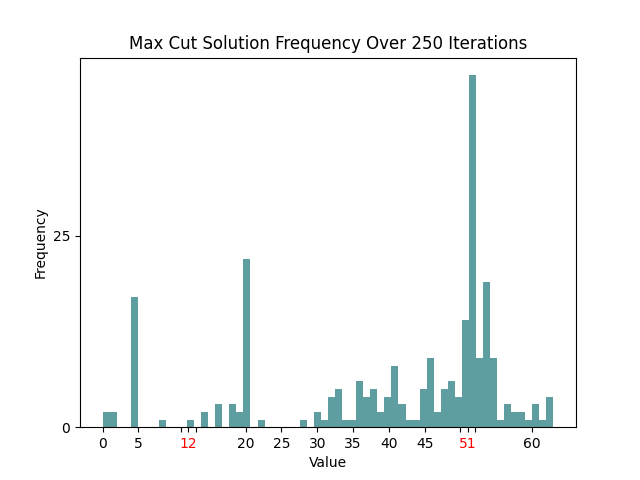 Max Cut Solution Frequency Over 250 Iterations
Frequency
25
0
0 5 12 20 25 30 35 40 45 51 60
Value